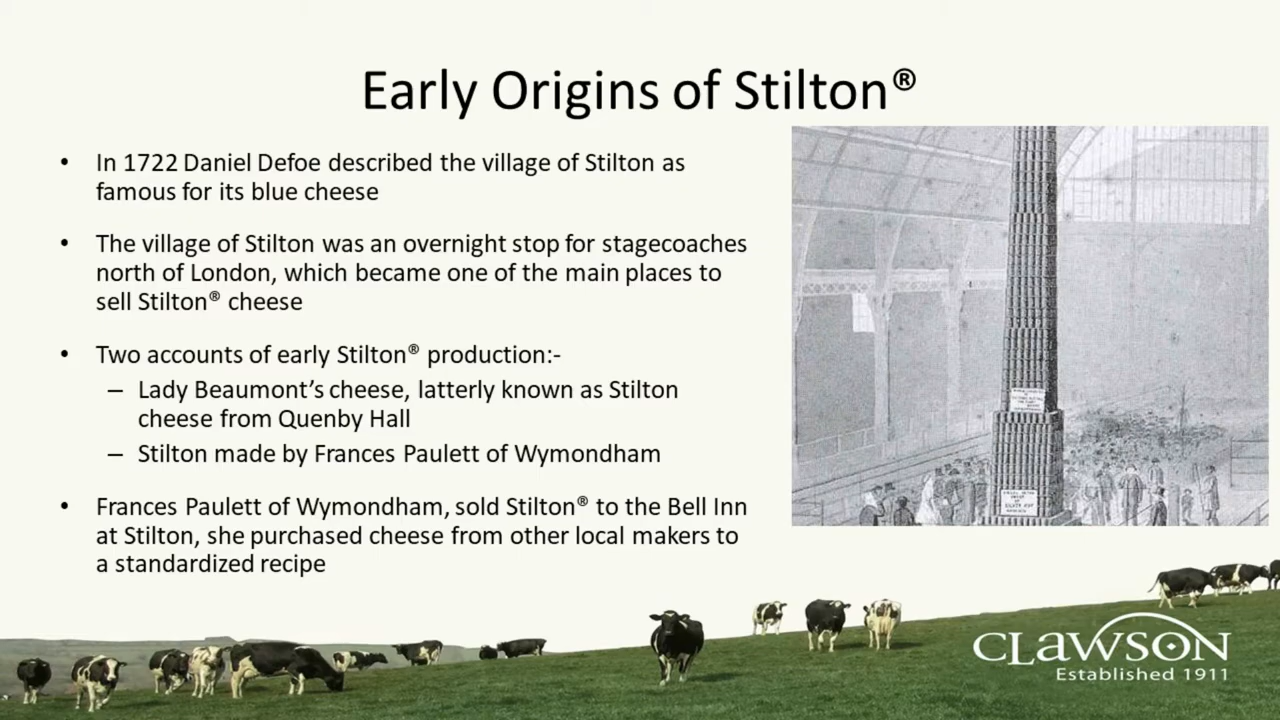 Early Origins of Stilton®
• In 1722 Daniel Defoe described the village of Stilton as
famous for its blue cheese
• The village of Stilton was an overnight stop for stagecoaches
north of London, which became one of the main places to
sell Stilton® cheese
• Two accounts of early Stilton® production:-
– Lady Beaumont’s cheese, latterly known as Stilton
cheese from Quenby Hall
– Stilton made by Frances Paulett of Wymondham
• Frances Paulett of Wymondham, sold Stilton® to the Bell Inn
at Stilton, she purchased cheese from other local makers to
a standardized recipe
CLAWSON
Established 1911